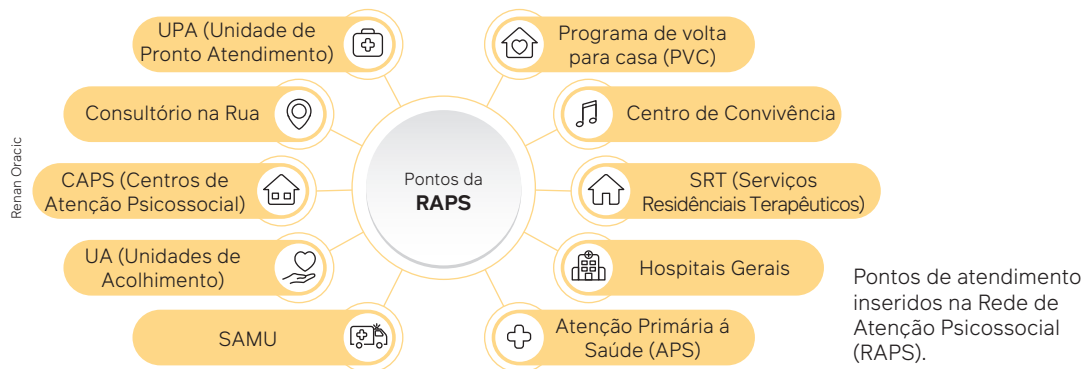 UPA (Unidade de
Pronto Atendimento)
Consultório na Rua
CAPS (Centros de
Atenção Psicossocial)
UA (Unidades de
Acolhimento)
SAMU
Pontos da
RAPS
Programa de volta
para casa (PVC)
Centro de Convivência
SRT (Serviços
Residênciais Terapêuticos)
Hospitais Gerais
Atenção Primária á
Saúde (APS)
Renan Oracic
Pontos de atendimento
inseridos na Rede de
Atenção Psicossocial
(RAPS).